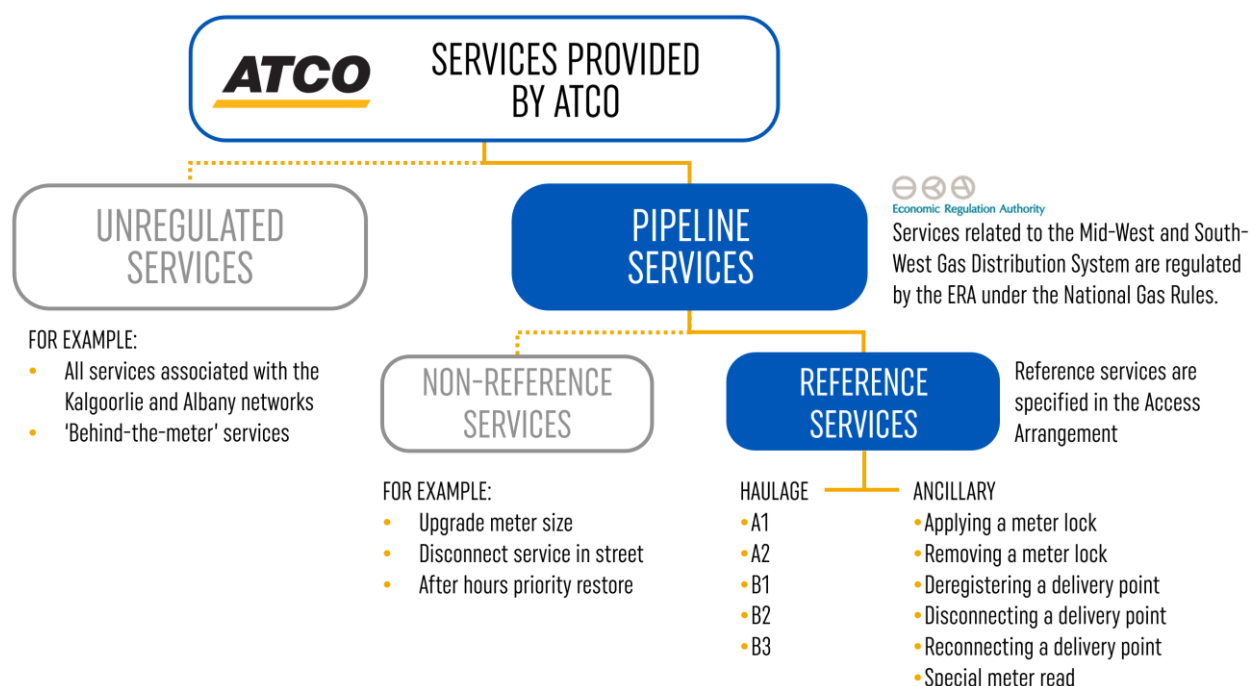 ATCO
SERVICES PROVIDED
BY ATCO
UNREGULATED
SERVICES
PIPELINE
SERVICES
Economic Regulation Authority
Services related to the Mid-West and South-
West Gas Distribution System are regulated
by the ERA under the National Gas Rules.
FOR EXAMPLE:
• All services associated with the
Kalgoorlie and Albany networks
• 'Behind-the-meter' services
NON-REFERENCE
SERVICES
REFERENCE
SERVICES
Reference services are
specified in the Access
Arrangement
FOR EXAMPLE:
• Upgrade meter size
• Disconnect service in street
• After hours priority restore
HAULAGE
• A1
• A2
• B1
• B2
• B3
ANCILLARY
• Applying a meter lock
• Removing a meter lock
• Deregistering a delivery point
• Disconnecting a delivery point
• Reconnecting a delivery point
• Special meter read